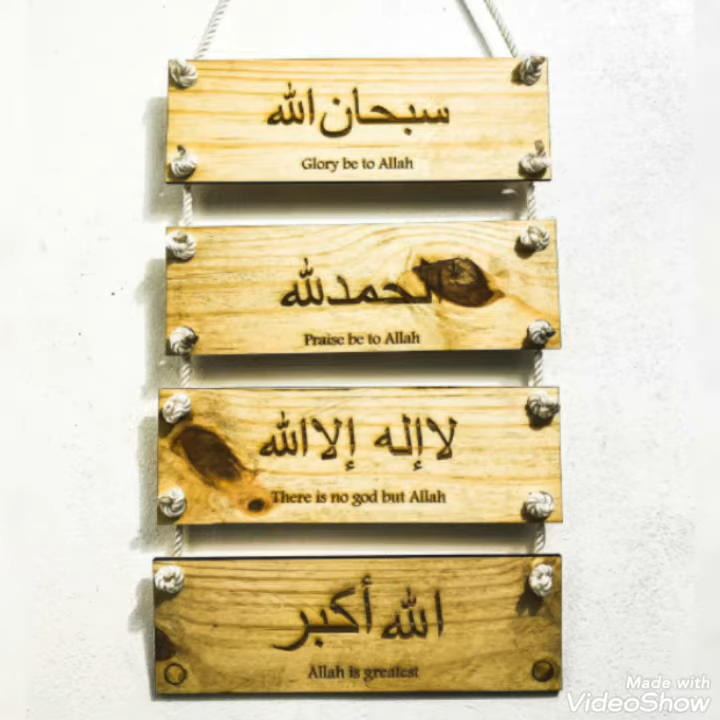 سبحان الله
Glory be to Allah
الحمدلله
Praise be to Allah
لاإله إلاالله
There is no god but Allah
الله أكبر
Allah is greatest
Made with
VideoShow